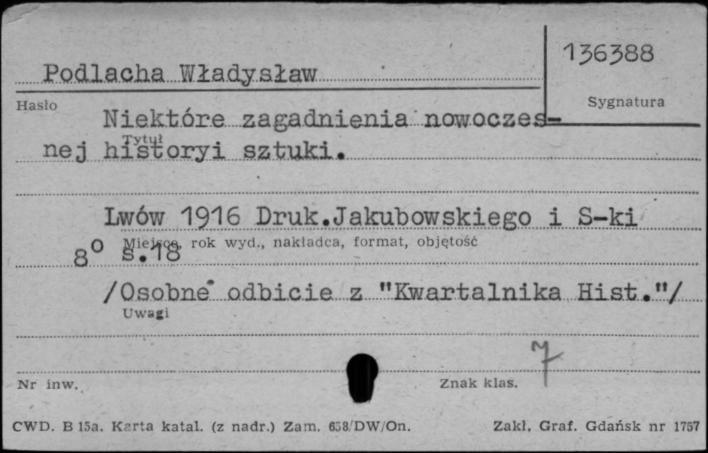 136388
Podlacha Władysław
Hasło
Sygnatura
Niektóre zagadnienia nowoczes-
Tytuł
nej historyi sztuki.
Lwów 1916 Druk.Jakubowskiego i S-ki
Miejsce, rok wyd., nakładca, format, objętość
8° s.18
/Osobne odbicie z "Kwartalnika Hist."/
Uwagi
7
Nr inw.
Znak klas.
CWD. B 15a. Karta katal. (z nadr.) Zam. 658/DW/On.
Zakł. Graf. Gdańsk nr 1757